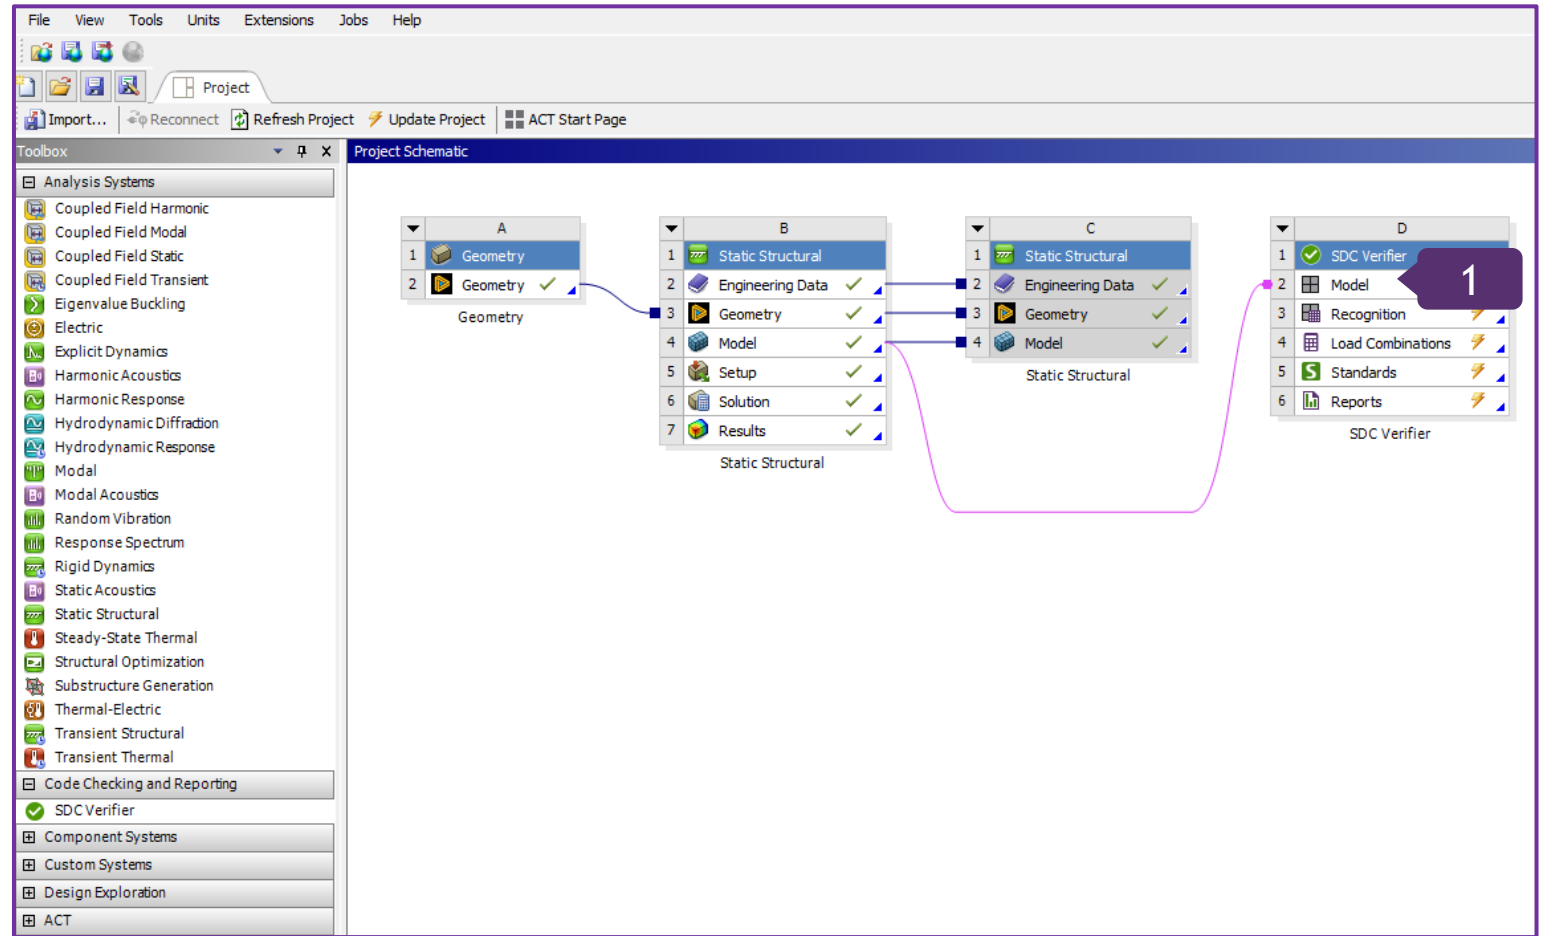 File View Tools Units Extensions Jobs Help
Project
Import... Reconnect Refresh Project Update Project ACT Start Page
Toolbox
Analysis Systems
Coupled Field Harmonic
Coupled Field Modal
Coupled Field Static
Coupled Field Transient
Eigenvalue Buckling
Electric
Explicit Dynamics
Harmonic Acoustics
Harmonic Response
Hydrodynamic Diffraction
Hydrodynamic Response
Modal
Modal Acoustics
Random Vibration
Response Spectrum
Rigid Dynamics
Static Acoustics
Static Structural
Steady-State Thermal
Structural Optimization
Substructure Generation
Thermal-Electric
Transient Structural
Transient Thermal
Code Checking and Reporting
SDC Verifier
Component Systems
Custom Systems
Design Exploration
ACT
Project Schematic
A
1 Geometry
2 Geometry
Geometry
B
1 Static Structural
2 Engineering Data
3 Geometry
4 Model
5 Setup
6 Solution
7 Results
Static Structural
C
1 Static Structural
2 Engineering Data
3 Geometry
4 Model
Static Structural
D
1 SDC Verifier
2 Model
3 Recognition
4 Load Combinations
5 Standards
6 Reports
SDC Verifier
1